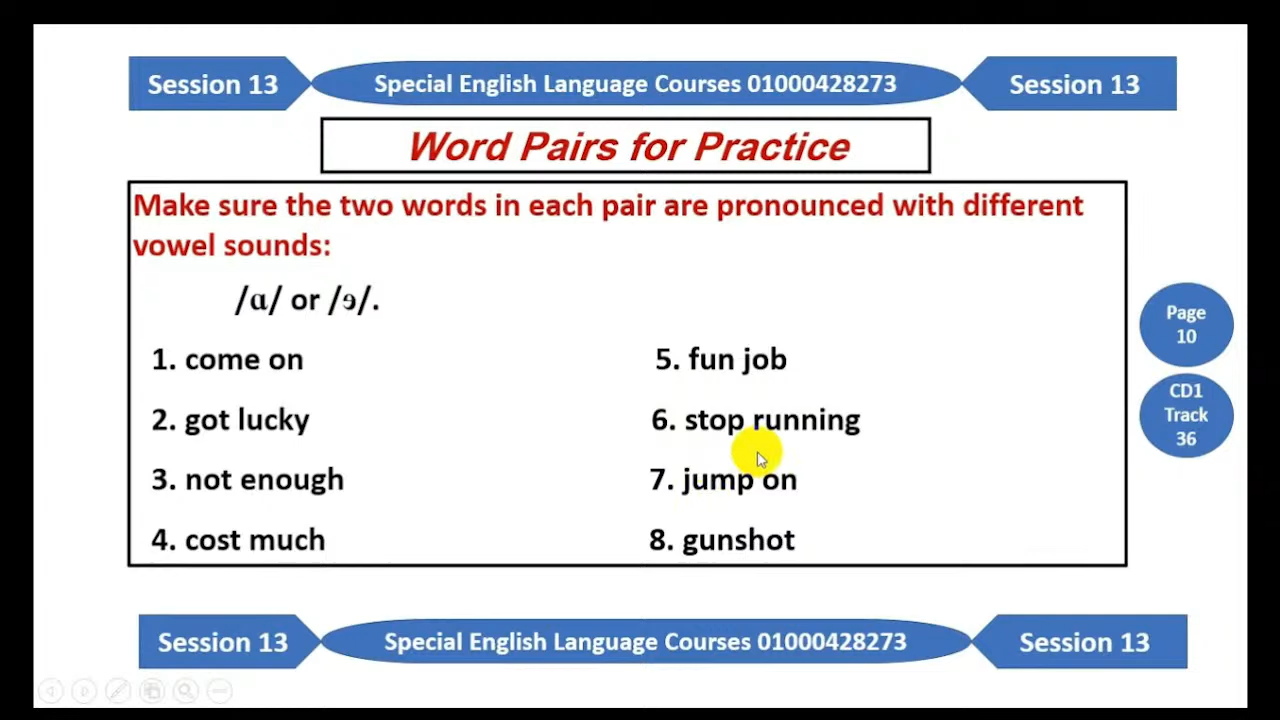 Session 13
Special English Language Courses 01000428273
Session 13
Word Pairs for Practice
Make sure the two words in each pair are pronounced with different
vowel sounds:
/ɑ/ or /ɘ/.
1. come on
2. got lucky
3. not enough
4. cost much
5. fun job
6. stop running
7. jump on
8. gunshot
Page
10
CD1
Track
36
Session 13
Special English Language Courses 01000428273
Session 13